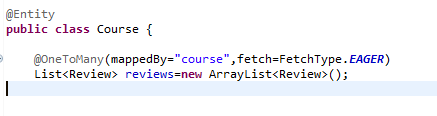 @Entity
public class Course {
@OneToMany(mappedBy="course",fetch=FetchType.EAGER)
List<Review> reviews=new ArrayList<Review>();